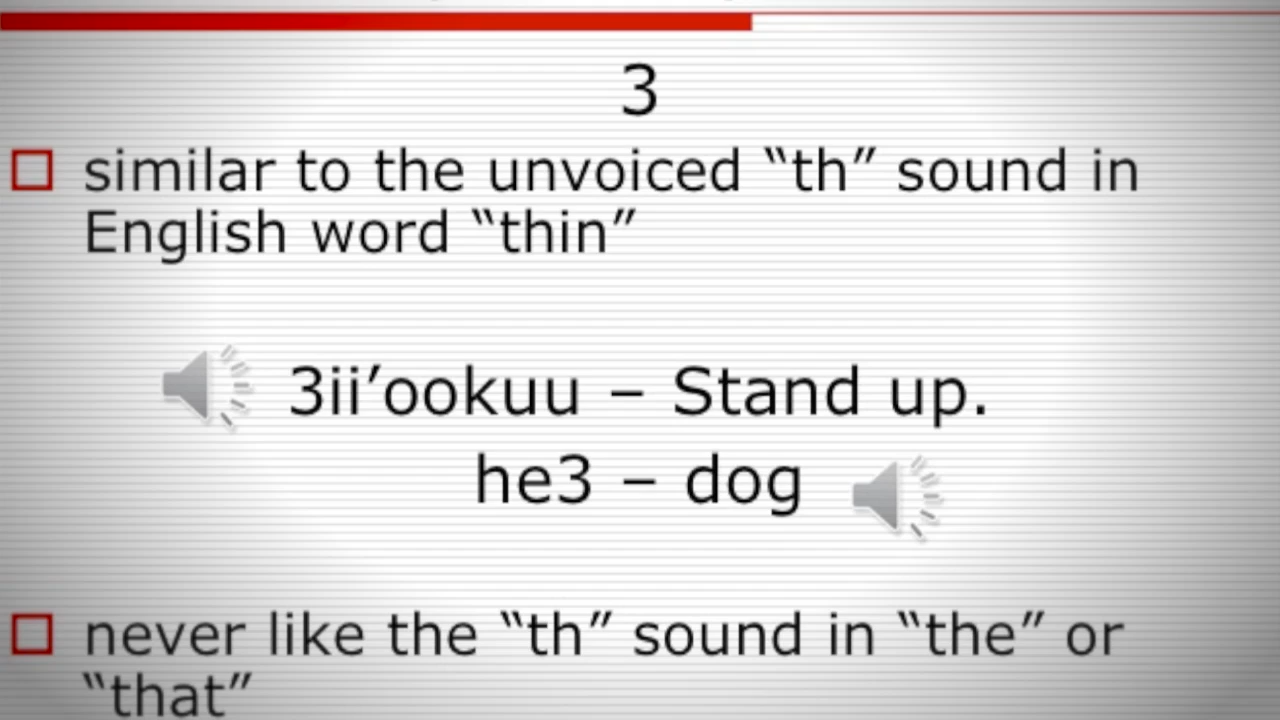 3
similar to the unvoiced “th” sound in
English word “thin”
3ii’ookuu – Stand up.
he3 – dog
never like the “th” sound in “the” or
“that”